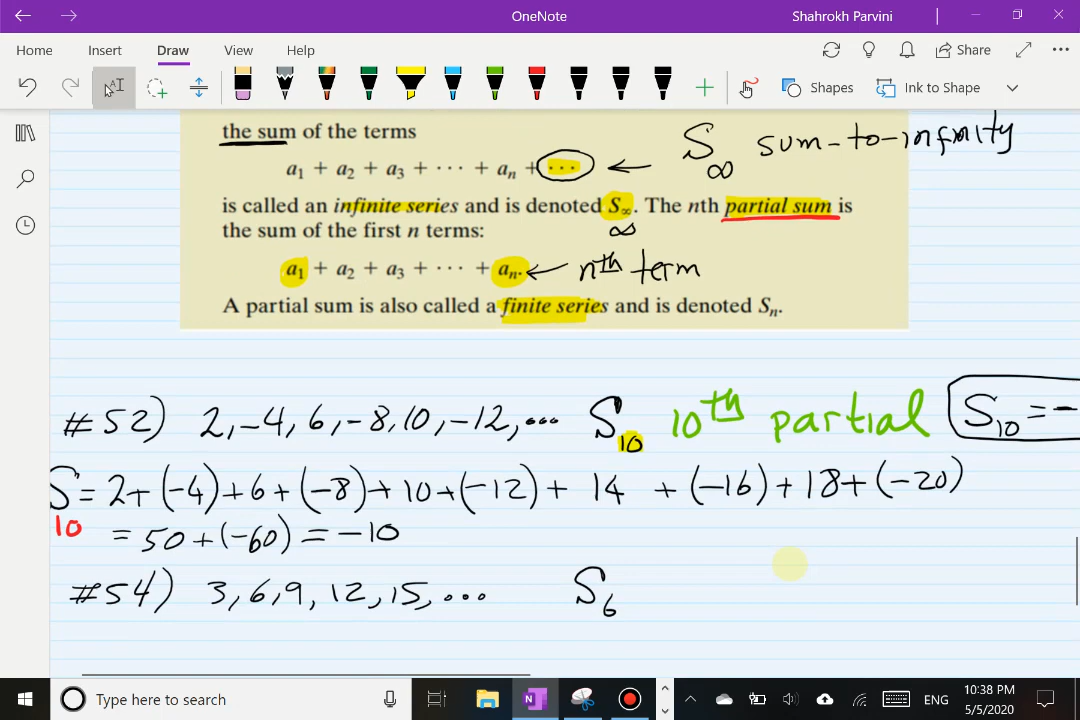 OneNote
Shahrokh Parvini
Home Insert Draw View Help
Share
Shapes Ink to Shape
the sum of the terms
a₁ + a₂ + a₃ + ··· + aₙ + ··· ← S∞ sum-to-infinity
is called an infinite series and is denoted S∞. The nth partial sum is
∞
the sum of the first n terms:
a₁ + a₂ + a₃ + ··· + aₙ. ← nth term
A partial sum is also called a finite series and is denoted Sₙ.
#52) 2, -4, 6, -8, 10, -12, ... S₁₀ 10th partial S₁₀ = -
S₁₀ = 2 + (-4) + 6 + (-8) + 10 + (-12) + 14 + (-16) + 18 + (-20)
= 50 + (-60) = -10
#54) 3, 6, 9, 12, 15, ... S₆
Type here to search
ENG
10:38 PM
5/5/2020